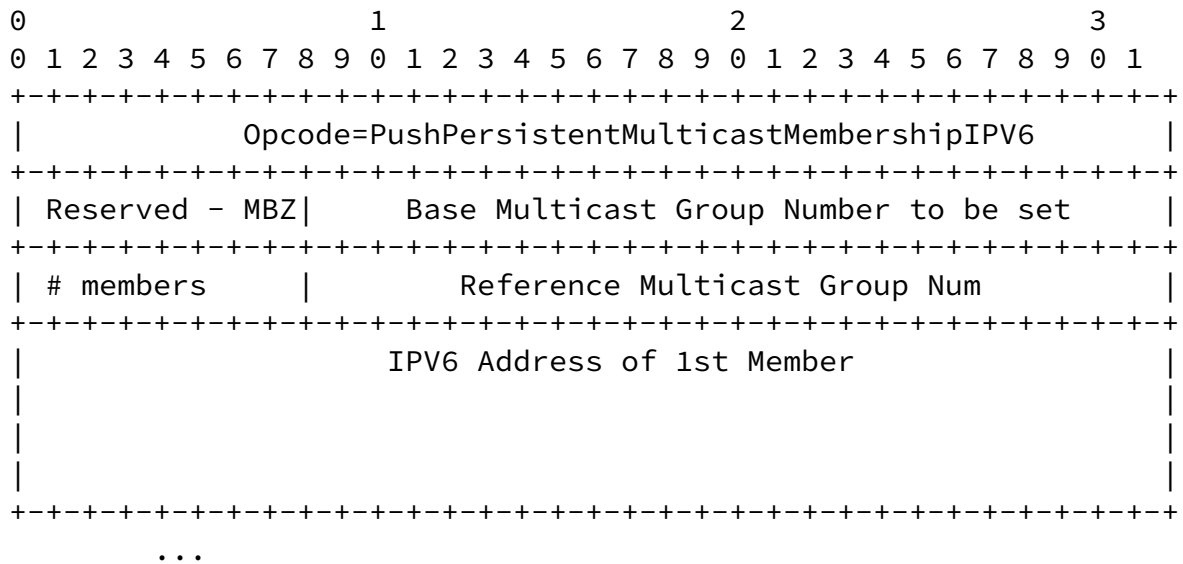 0                   1                   2                   3
0 1 2 3 4 5 6 7 8 9 0 1 2 3 4 5 6 7 8 9 0 1 2 3 4 5 6 7 8 9 0 1
+-+-+-+-+-+-+-+-+-+-+-+-+-+-+-+-+-+-+-+-+-+-+-+-+-+-+-+-+-+-+-+-+
|            Opcode=PushPersistentMulticastMembershipIPV6       |
+-+-+-+-+-+-+-+-+-+-+-+-+-+-+-+-+-+-+-+-+-+-+-+-+-+-+-+-+-+-+-+-+
| Reserved - MBZ|     Base Multicast Group Number to be set     |
+-+-+-+-+-+-+-+-+-+-+-+-+-+-+-+-+-+-+-+-+-+-+-+-+-+-+-+-+-+-+-+-+
| # members     |        Reference Multicast Group Num          |
+-+-+-+-+-+-+-+-+-+-+-+-+-+-+-+-+-+-+-+-+-+-+-+-+-+-+-+-+-+-+-+-+
|                    IPV6 Address of 1st Member                 |
|                                                               |
|                                                               |
|                                                               |
+-+-+-+-+-+-+-+-+-+-+-+-+-+-+-+-+-+-+-+-+-+-+-+-+-+-+-+-+-+-+-+-+
        ...